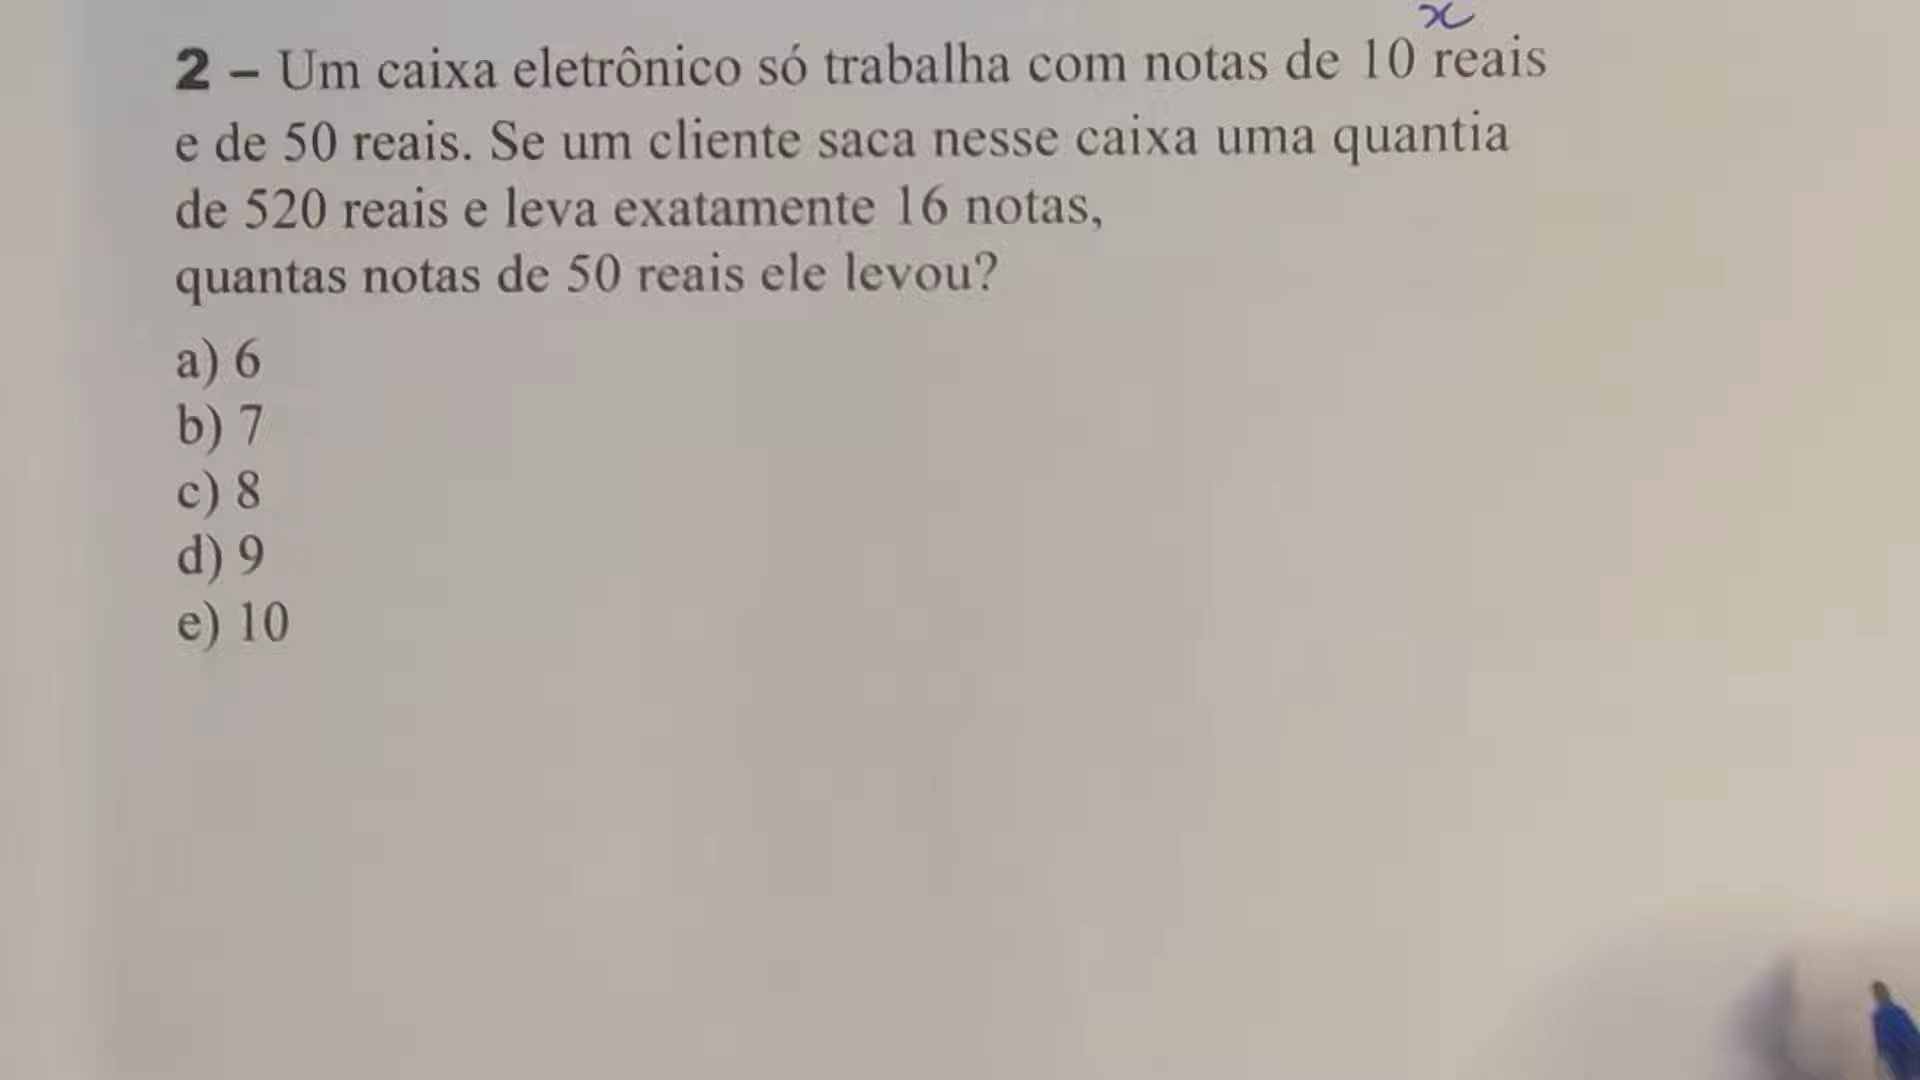 x
2 – Um caixa eletrônico só trabalha com notas de 10 reais
e de 50 reais. Se um cliente saca nesse caixa uma quantia
de 520 reais e leva exatamente 16 notas,
quantas notas de 50 reais ele levou?
a) 6
b) 7
c) 8
d) 9
e) 10